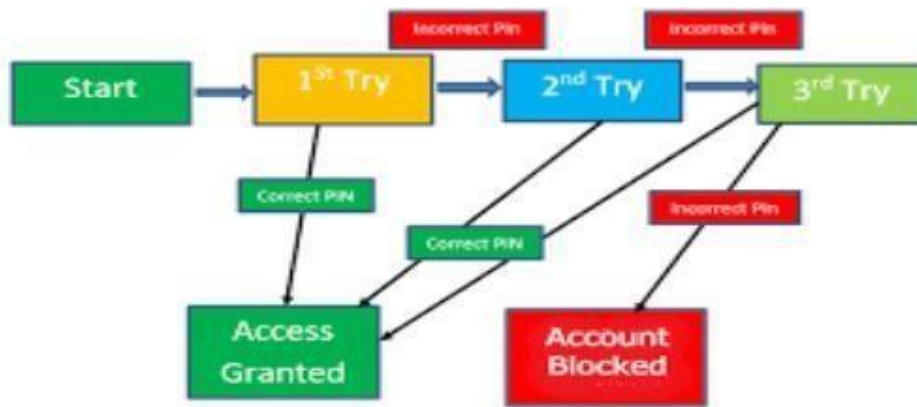 Incorrect Pin
Incorrect Pin
Start
1St Try
2nd Try
3rd Try
Correct PIN
Incorrect Pin
Correct PIN
Access
Granted
Account
Blocked